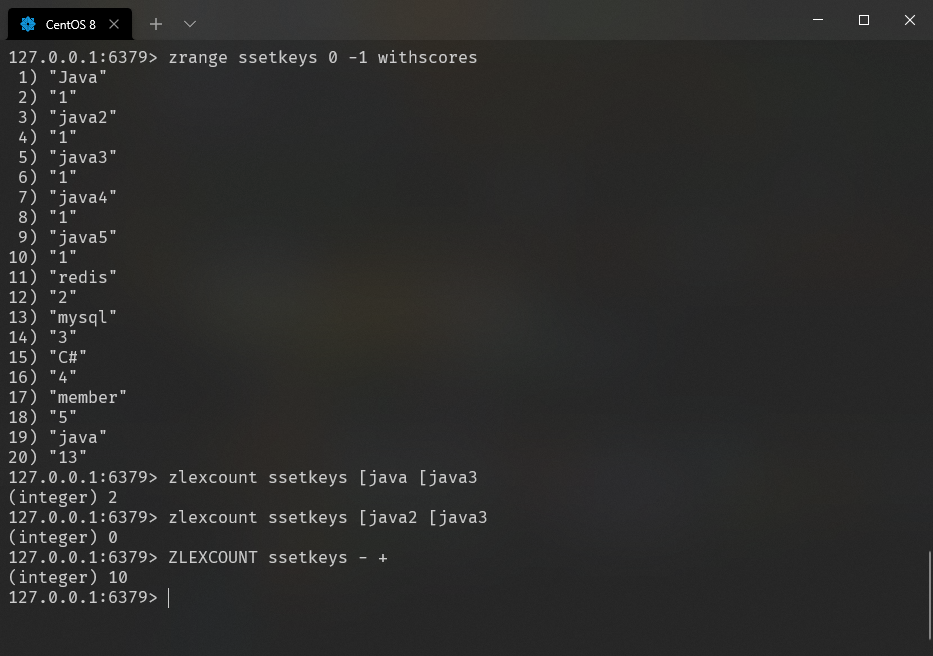 CentOS 8
127.0.0.1:6379> zrange ssetkeys 0 -1 withscores
1) "Java"
2) "1"
3) "java2"
4) "1"
5) "java3"
6) "1"
7) "java4"
8) "1"
9) "java5"
10) "1"
11) "redis"
12) "2"
13) "mysql"
14) "3"
15) "C#"
16) "4"
17) "member"
18) "5"
19) "java"
20) "13"
127.0.0.1:6379> zlexcount ssetkeys [java [java3
(integer) 2
127.0.0.1:6379> zlexcount ssetkeys [java2 [java3
(integer) 0
127.0.0.1:6379> ZLEXCOUNT ssetkeys - +
(integer) 10
127.0.0.1:6379>